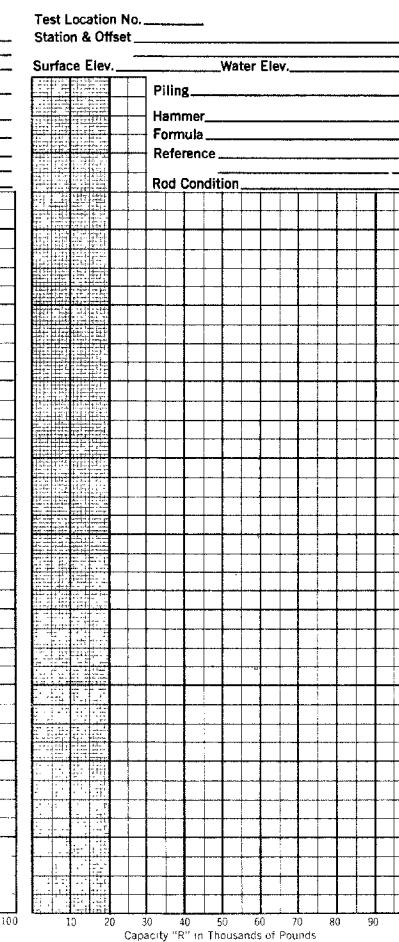 Test Location No.
Station & Offset
Surface Elev. Water Elev.
Piling
Hammer
Formula
Reference
Rod Condition
100 10 20 30 40 50 60 70 80 90
Capacity "R" in Thousands of Pounds